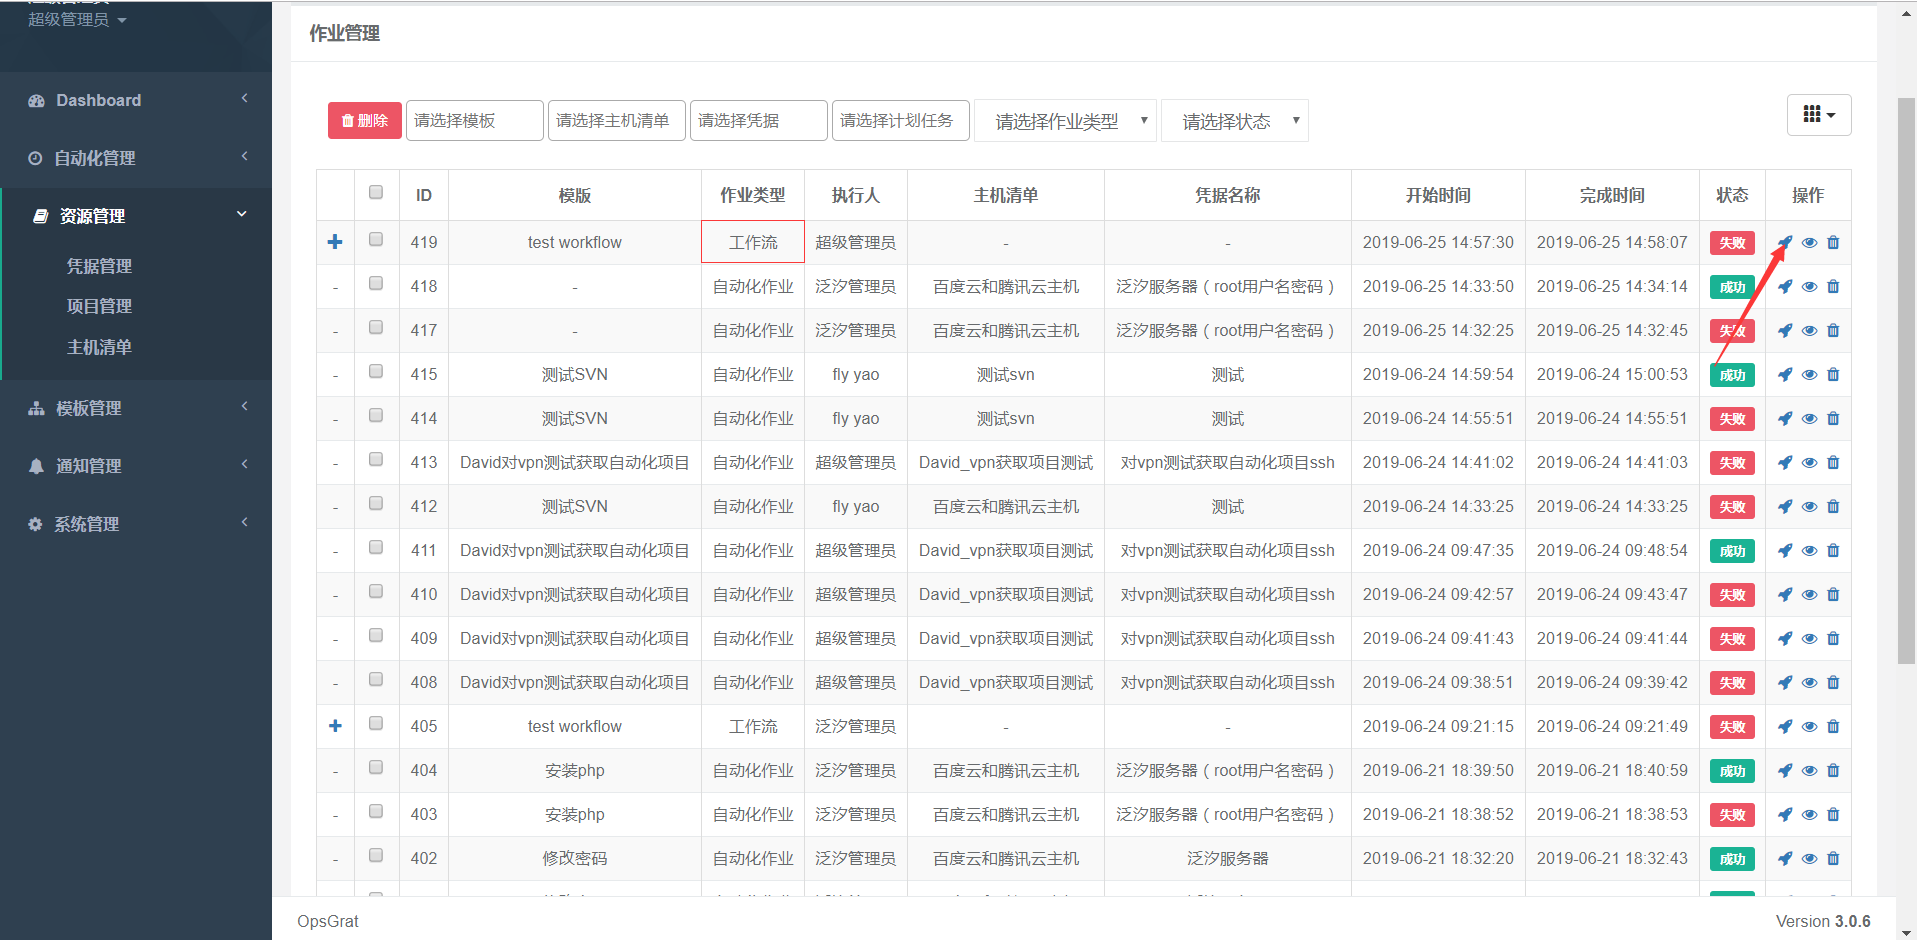 超级管理员
Dashboard
自动化管理
资源管理
凭据管理
项目管理
主机清单
模板管理
通知管理
系统管理
作业管理
删除 请选择模板 请选择主机清单 请选择凭据 请选择计划任务 请选择作业类型 请选择状态
ID 模版 作业类型 执行人 主机清单 凭据名称 开始时间 完成时间 状态 操作
419 test workflow 工作流 超级管理员 - - 2019-06-25 14:57:30 2019-06-25 14:58:07 失败
- 418 - 自动化作业 泛汐管理员 百度云和腾讯云主机 泛汐服务器（root用户名密码） 2019-06-25 14:33:50 2019-06-25 14:34:14 成功
- 417 - 自动化作业 泛汐管理员 百度云和腾讯云主机 泛汐服务器（root用户名密码） 2019-06-25 14:32:25 2019-06-25 14:32:45 失败
- 415 测试SVN 自动化作业 fly yao 测试svn 测试 2019-06-24 14:59:54 2019-06-24 15:00:53 成功
- 414 测试SVN 自动化作业 fly yao 测试svn 测试 2019-06-24 14:55:51 2019-06-24 14:55:51 失败
- 413 David对vpn测试获取自动化项目 自动化作业 超级管理员 David_vpn获取项目测试 对vpn测试获取自动化项目ssh 2019-06-24 14:41:02 2019-06-24 14:41:03 失败
- 412 测试SVN 自动化作业 fly yao 百度云和腾讯云主机 测试 2019-06-24 14:33:25 2019-06-24 14:33:25 失败
- 411 David对vpn测试获取自动化项目 自动化作业 超级管理员 David_vpn获取项目测试 对vpn测试获取自动化项目ssh 2019-06-24 09:47:35 2019-06-24 09:48:54 成功
- 410 David对vpn测试获取自动化项目 自动化作业 超级管理员 David_vpn获取项目测试 对vpn测试获取自动化项目ssh 2019-06-24 09:42:57 2019-06-24 09:43:47 失败
- 409 David对vpn测试获取自动化项目 自动化作业 超级管理员 David_vpn获取项目测试 对vpn测试获取自动化项目ssh 2019-06-24 09:41:43 2019-06-24 09:41:44 失败
- 408 David对vpn测试获取自动化项目 自动化作业 超级管理员 David_vpn获取项目测试 对vpn测试获取自动化项目ssh 2019-06-24 09:38:51 2019-06-24 09:39:42 失败
405 test workflow 工作流 泛汐管理员 - - 2019-06-24 09:21:15 2019-06-24 09:21:49 失败
- 404 安装php 自动化作业 泛汐管理员 百度云和腾讯云主机 泛汐服务器（root用户名密码） 2019-06-21 18:39:50 2019-06-21 18:40:59 成功
- 403 安装php 自动化作业 泛汐管理员 百度云和腾讯云主机 泛汐服务器（root用户名密码） 2019-06-21 18:38:52 2019-06-21 18:38:53 失败
- 402 修改密码 自动化作业 泛汐管理员 百度云和腾讯云主机 泛汐服务器 2019-06-21 18:32:20 2019-06-21 18:32:43 成功
OpsGrat
Version 3.0.6